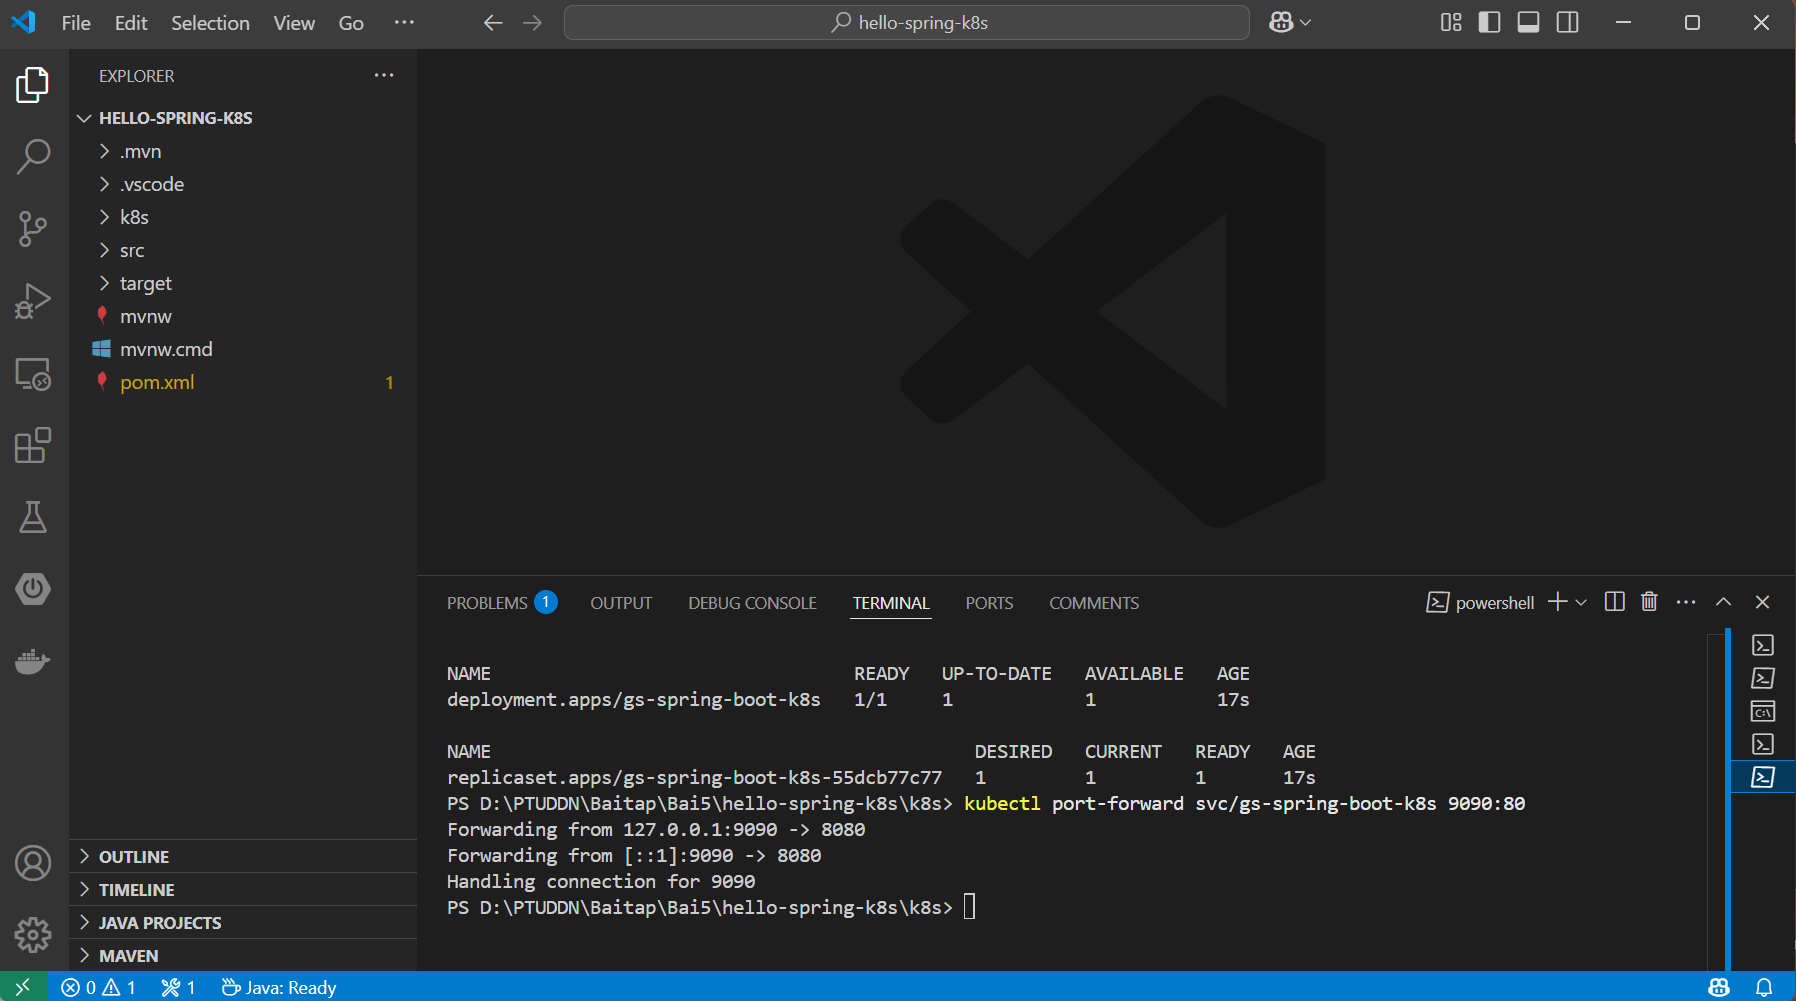 File Edit Selection View Go ···
hello-spring-k8s
EXPLORER
HELLO-SPRING-K8S
.mvn
.vscode
k8s
src
target
mvnw
mvnw.cmd
pom.xml 1
OUTLINE
TIMELINE
JAVA PROJECTS
MAVEN
PROBLEMS 1 OUTPUT DEBUG CONSOLE TERMINAL PORTS COMMENTS
powershell
NAME READY UP-TO-DATE AVAILABLE AGE
deployment.apps/gs-spring-boot-k8s 1/1 1 1 17s
NAME DESIRED CURRENT READY AGE
replicaset.apps/gs-spring-boot-k8s-55dcb77c77 1 1 1 17s
PS D:\PTUDDN\Baitap\Bai5\hello-spring-k8s\k8s> kubectl port-forward svc/gs-spring-boot-k8s 9090:80
Forwarding from 127.0.0.1:9090 -> 8080
Forwarding from [::1]:9090 -> 8080
Handling connection for 9090
PS D:\PTUDDN\Baitap\Bai5\hello-spring-k8s\k8s>
0 1 1 Java: Ready